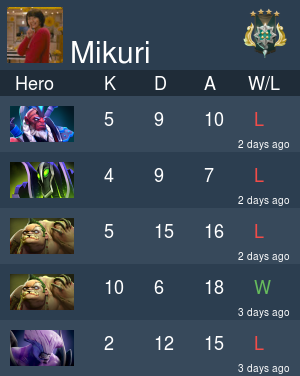 Mikuri
Hero K D A W/L
5 9 10 L
2 days ago
4 9 7 L
2 days ago
5 15 16 L
2 days ago
10 6 18 W
3 days ago
2 12 15 L
3 days ago